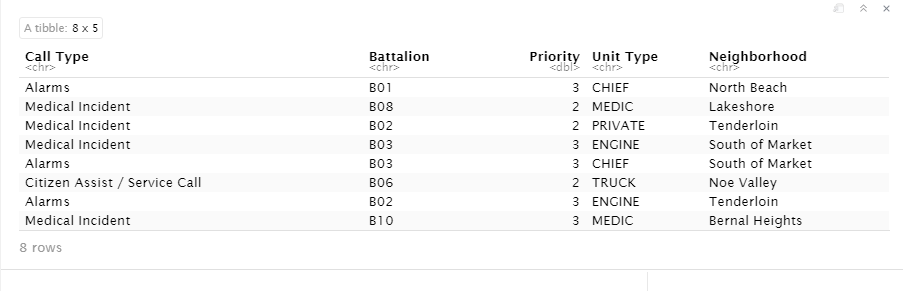 A tibble: 8 x 5
Call Type Battalion Priority Unit Type Neighborhood
<chr> <chr> <dbl> <chr> <chr>
Alarms B01 3 CHIEF North Beach
Medical Incident B08 2 MEDIC Lakeshore
Medical Incident B02 2 PRIVATE Tenderloin
Medical Incident B03 3 ENGINE South of Market
Alarms B03 3 CHIEF South of Market
Citizen Assist / Service Call B06 2 TRUCK Noe Valley
Alarms B02 3 ENGINE Tenderloin
Medical Incident B10 3 MEDIC Bernal Heights
8 rows